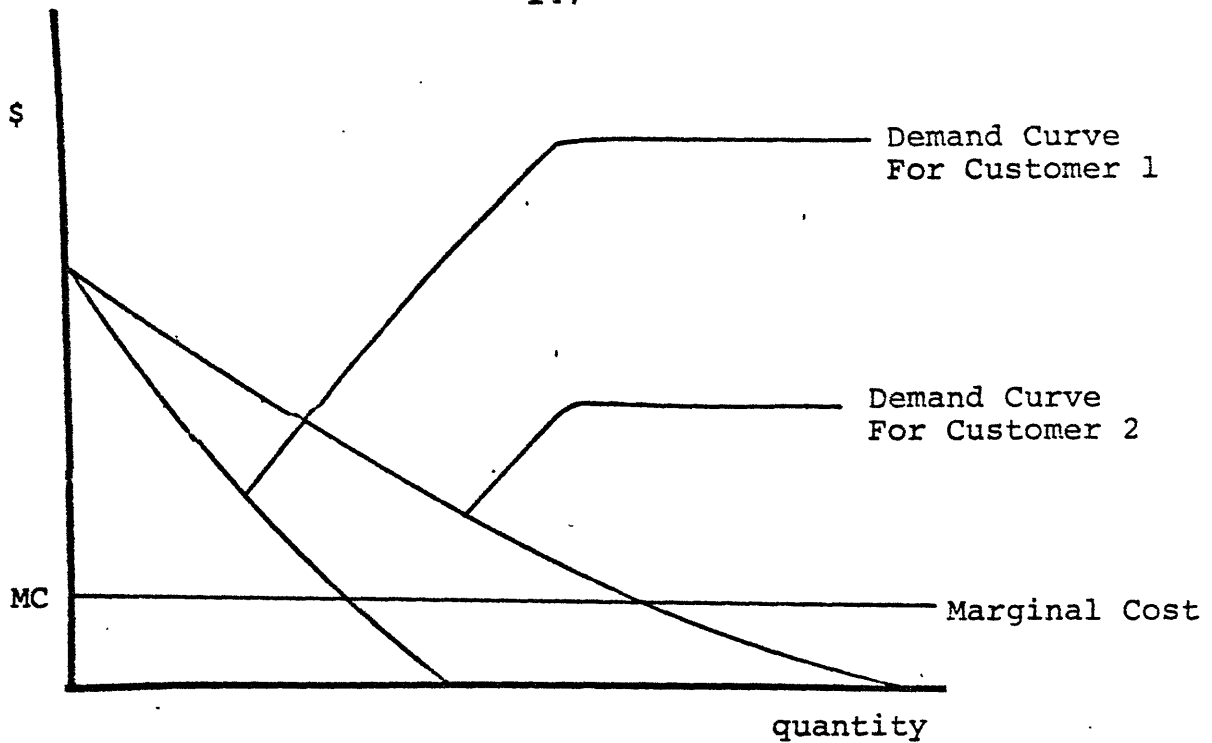 $
Demand Curve
For Customer 1
Demand Curve
For Customer 2
MC
Marginal Cost
quantity